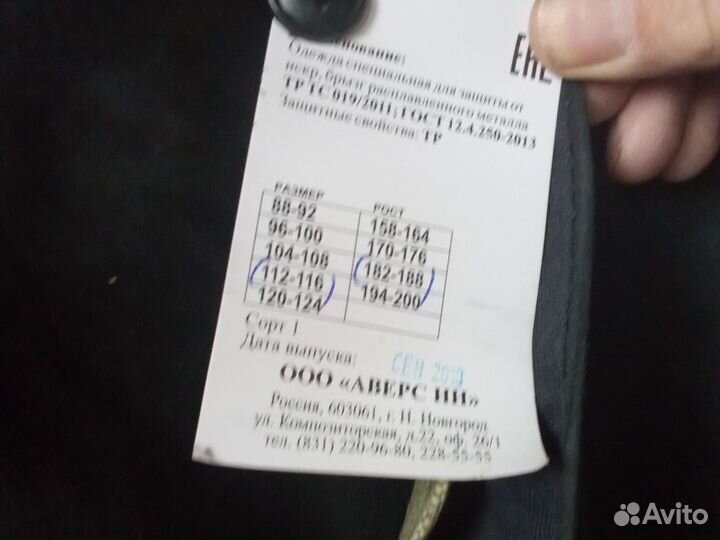 ЕАС
Одежда специальная для защиты от
искр, брызг расплавленного металла
ТР ТС 019/2011; ГОСТ 12.4.250-2013
Защитные свойства: ТР
РАЗМЕР РОСТ
88-92 158-164
96-100 170-176
104-108 182-188
112-116 194-200
120-124
Сорт 1
Дата выпуска: СЕН
ООО «АВЕРС НН»
Россия, 603061, г. Н. Новгород
ул. Композиторская, д.22, оф. 26/1
тел. (831) 220-96-80, 228-55-55
Avito